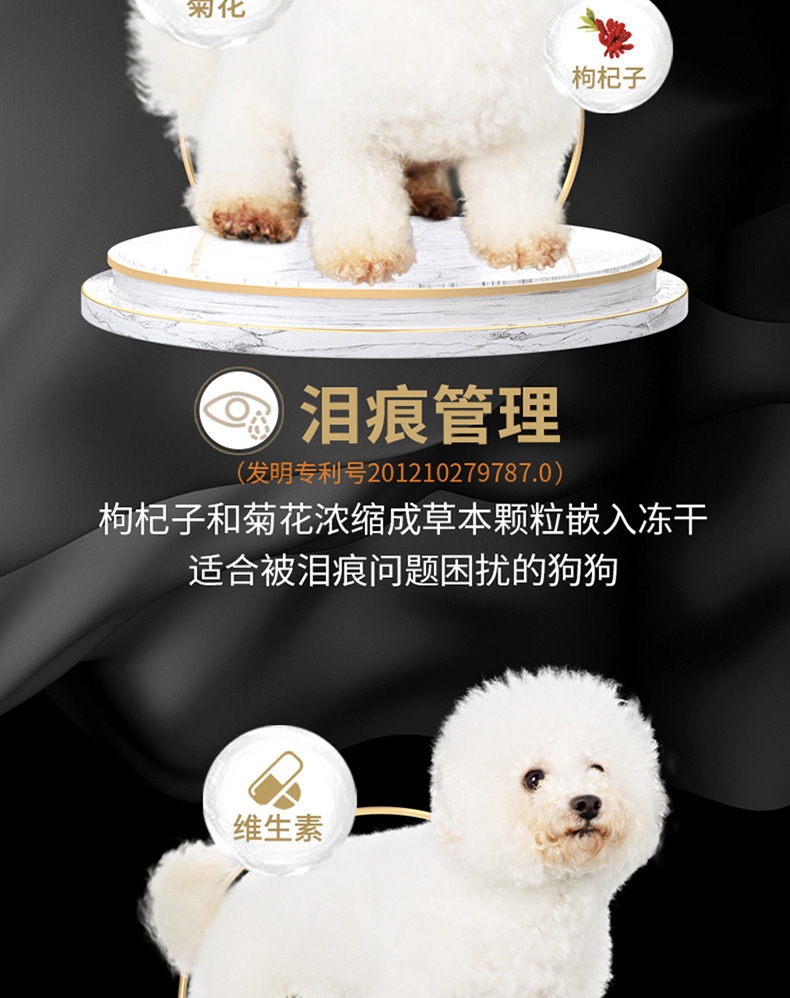 菊花
枸杞子
泪痕管理
（发明专利号201210279787.0）
枸杞子和菊花浓缩成草本颗粒嵌入冻干
适合被泪痕问题困扰的狗狗
维生素